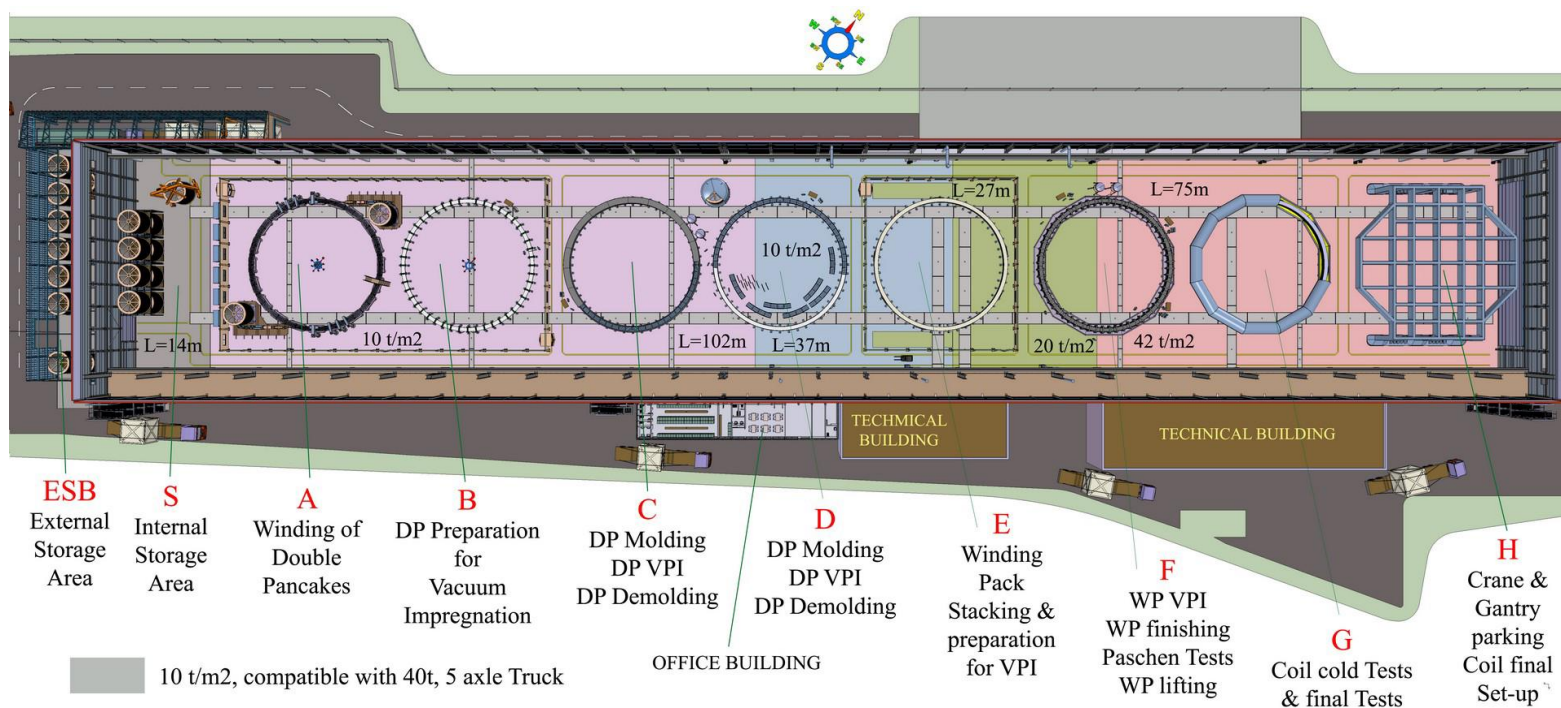 L=27m
L=75m
10 t/m2
L=14m
10 t/m2
L=102m
L=37m
20 t/m2
42 t/m2
TECHMICAL
BUILDING
TECHNICAL BUILDING
ESB
External
Storage
Area
S
Internal
Storage
Area
A
Winding of
Double
Pancakes
B
DP Preparation
for
Vacuum
Impregnation
C
DP Molding
DP VPI
DP Demolding
D
DP Molding
DP VPI
DP Demolding
E
Winding
Pack
Stacking &
preparation
for VPI
F
WP VPI
WP finishing
Paschen Tests
WP lifting
G
Coil cold Tests
& final Tests
H
Crane &
Gantry
parking
Coil final
Set-up
OFFICE BUILDING
10 t/m2, compatible with 40t, 5 axle Truck